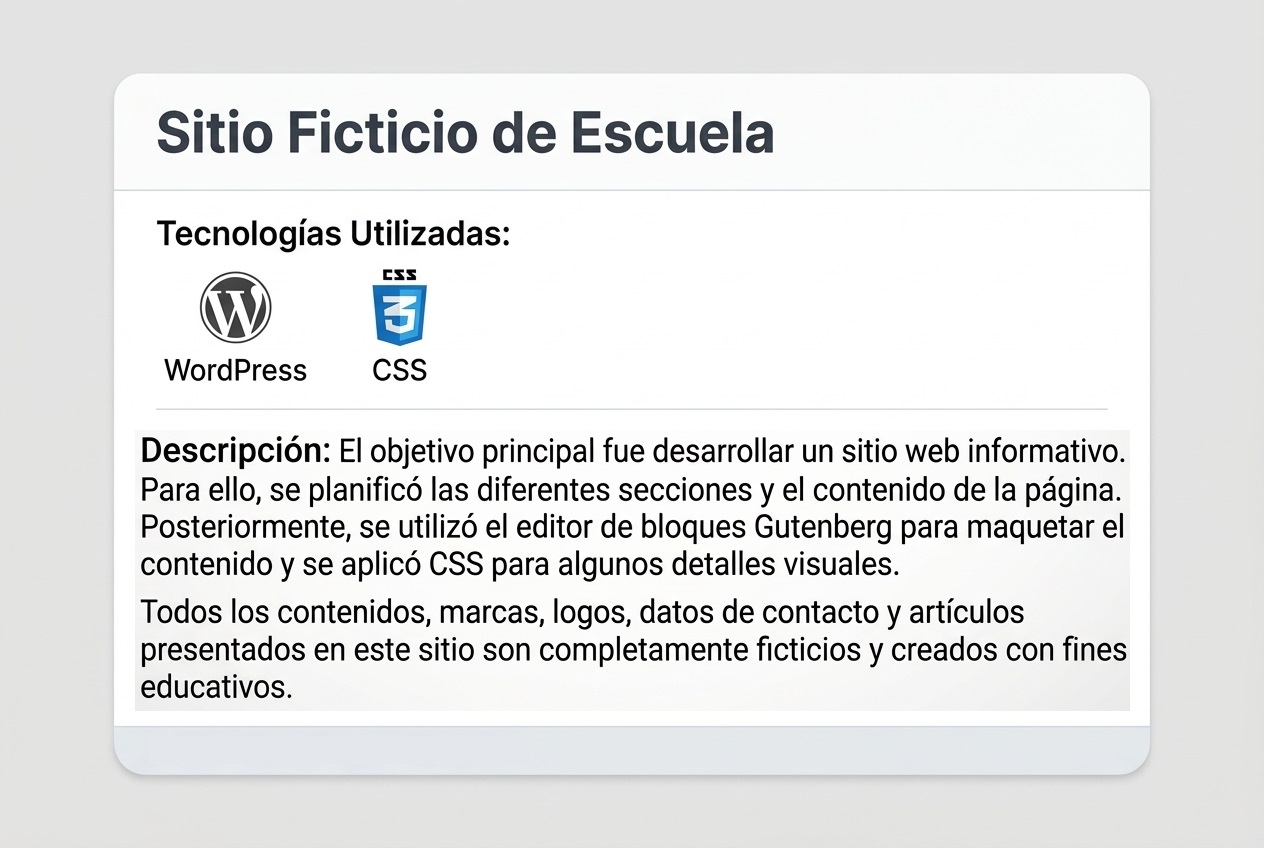 Sitio Ficticio de Escuela
Tecnologías Utilizadas:
CSS
3
WordPress
CSS
Descripción: El objetivo principal fue desarrollar un sitio web informativo.
Para ello, se planificó las diferentes secciones y el contenido de la página.
Posteriormente, se utilizó el editor de bloques Gutenberg para maquetar el
contenido y se aplicó CSS para algunos detalles visuales.
Todos los contenidos, marcas, logos, datos de contacto y artículos
presentados en este sitio son completamente ficticios y creados con fines
educativos.